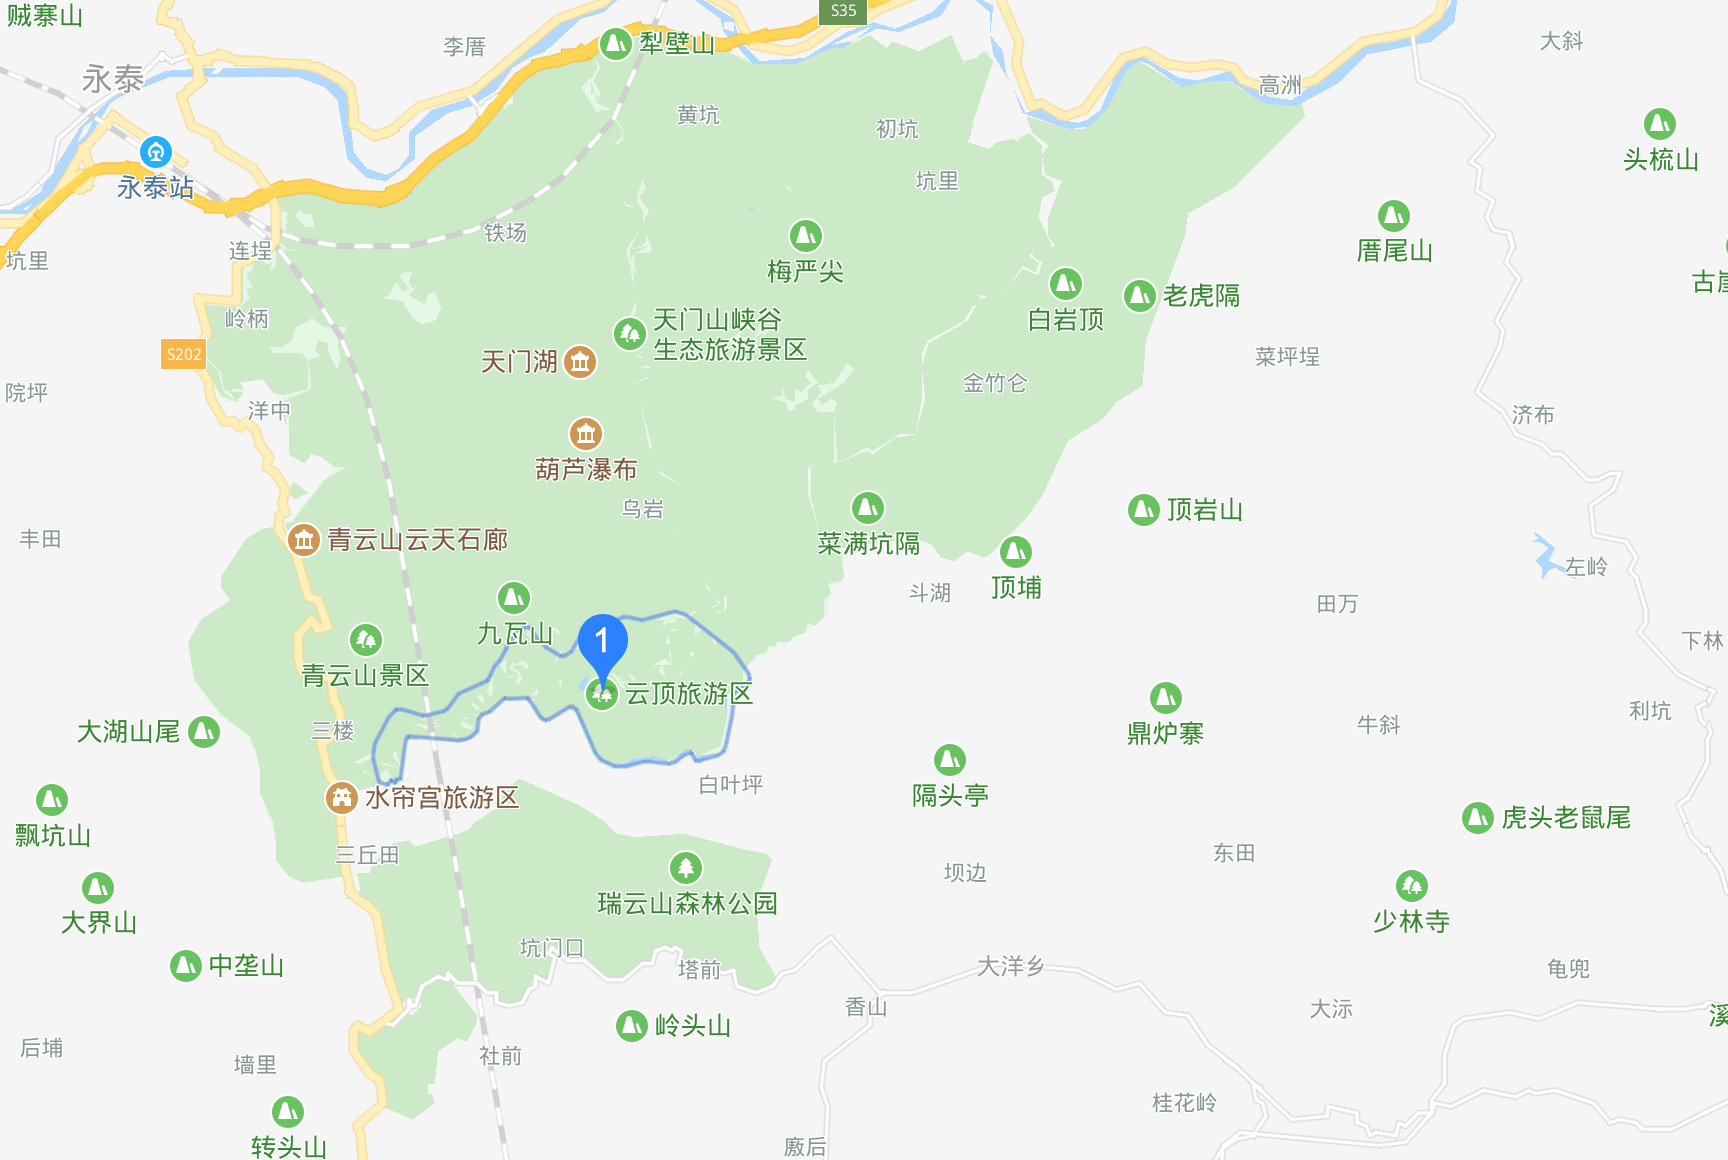 贼寨山
S35
李厝
犁壁山
大斜
永泰
高洲
黄坑
初坑
头梳山
永泰站
坑里
厝尾山
铁场
连埕
坑里
梅严尖
老虎隔
白岩顶
岭柄
天门山峡谷
生态旅游景区
S202
天门湖
菜坪埕
金竹仑
院坪
洋中
济布
葫芦瀑布
乌岩
顶岩山
丰田
青云山云天石廊
菜满坑隔
左岭
顶埔
斗湖
田万
九瓦山
1
下林
青云山景区
云顶旅游区
利坑
大湖山尾
三楼
牛斜
鼎炉寨
白叶坪
隔头亭
水帘宫旅游区
虎头老鼠尾
飘坑山
三丘田
东田
坝边
瑞云山森林公园
大界山
少林寺
坑门口
中垄山
塔前
大洋乡
龟兜
香山
大沶
溪
岭头山
后埔
社前
墙里
桂花岭
转头山
廒后